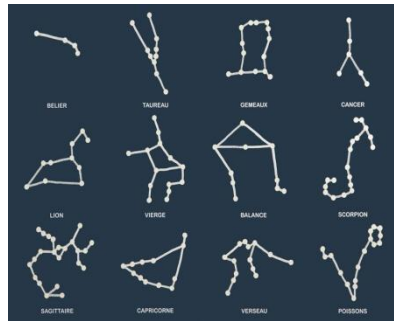 BELIER TAUREAU GEMEAUX CANCER
LION VIERGE BALANCE SCORPION
SAGITTAIRE CAPRICORNE VERSEAU POISSONS